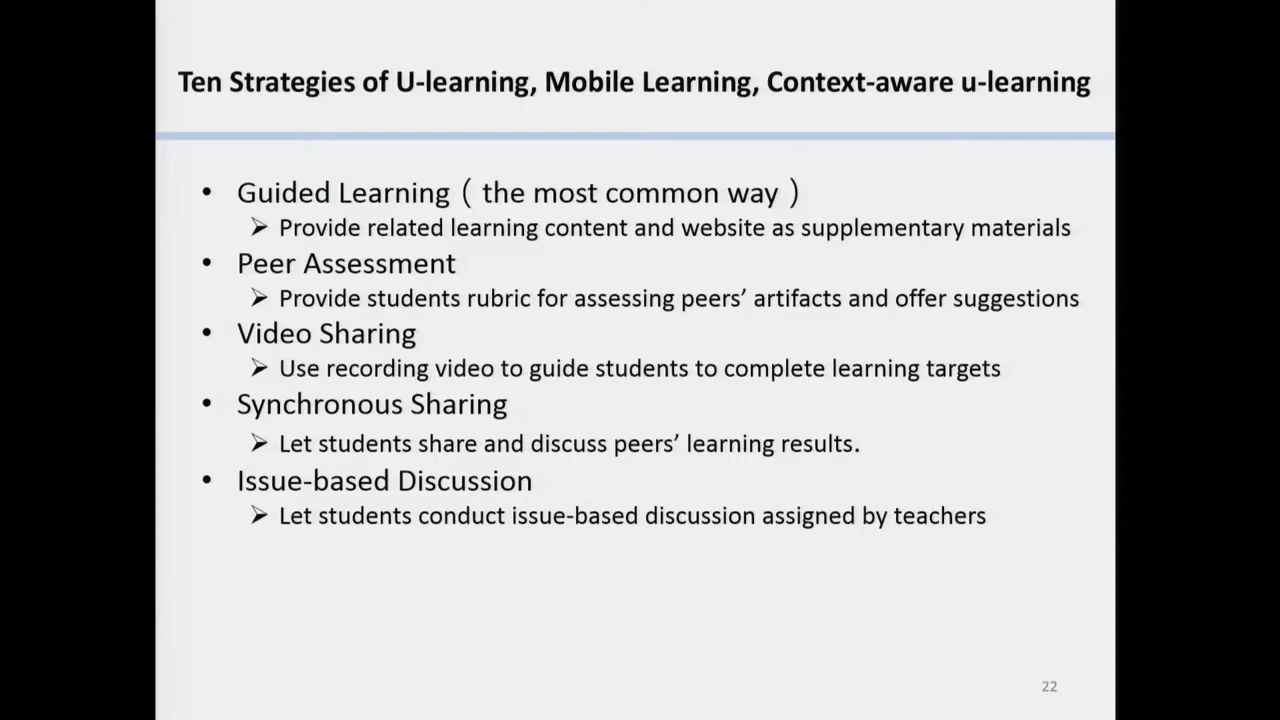 Ten Strategies of U-learning, Mobile Learning, Context-aware u-learning
• Guided Learning ( the most common way )
➢ Provide related learning content and website as supplementary materials
• Peer Assessment
➢ Provide students rubric for assessing peers’ artifacts and offer suggestions
• Video Sharing
➢ Use recording video to guide students to complete learning targets
• Synchronous Sharing
➢ Let students share and discuss peers’ learning results.
• Issue-based Discussion
➢ Let students conduct issue-based discussion assigned by teachers
22